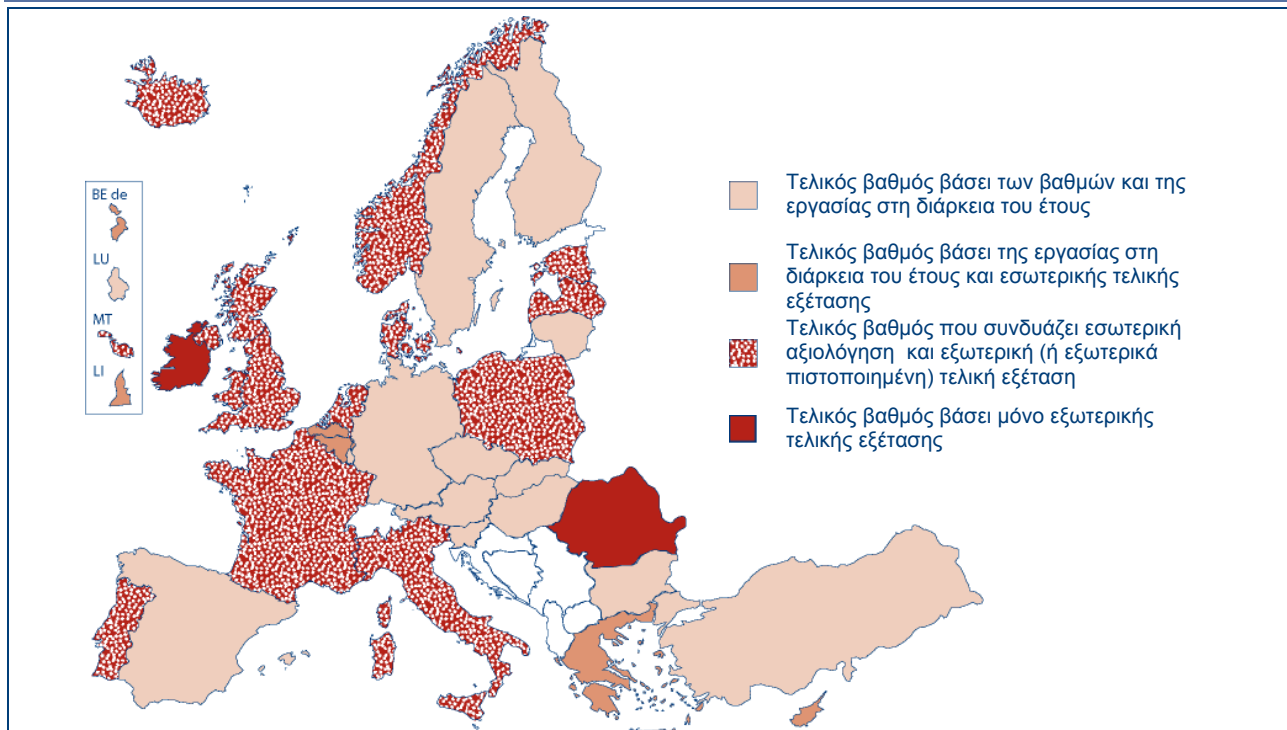 BE de
LU
MT
LI
Τελικός βαθμός βάσει των βαθμών και της
εργασίας στη διάρκεια του έτους
Τελικός βαθμός βάσει της εργασίας στη
διάρκεια του έτους και εσωτερικής τελικής
εξέτασης
Τελικός βαθμός που συνδυάζει εσωτερική
αξιολόγηση και εξωτερική (ή εξωτερικά
πιστοποιημένη) τελική εξέταση
Τελικός βαθμός βάσει μόνο εξωτερικής
τελικής εξέτασης